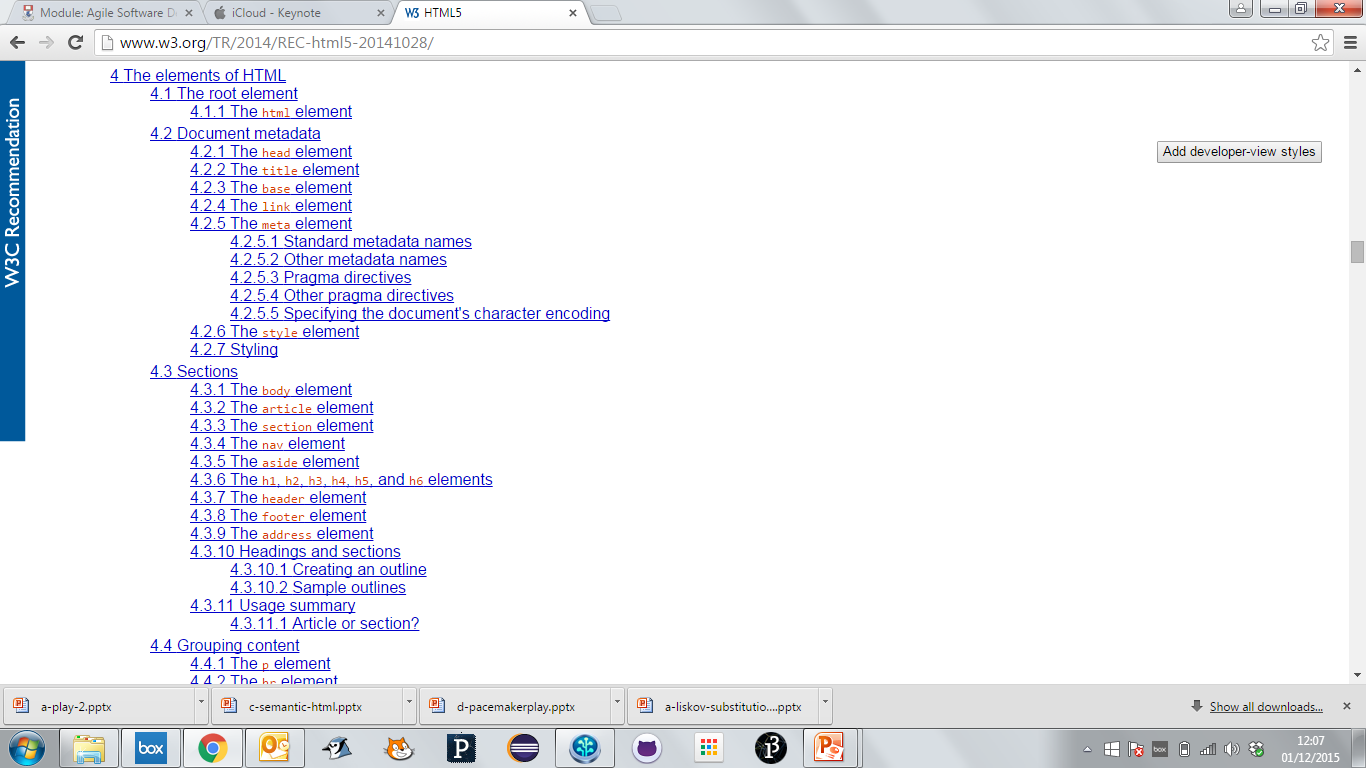 Module: Agile Software D
iCloud - Keynote
W3 HTML5
www.w3.org/TR/2014/REC-html5-20141028/
W3C Recommendation
4 The elements of HTML
4.1 The root element
4.1.1 The html element
4.2 Document metadata
4.2.1 The head element
Add developer-view styles
4.2.2 The title element
4.2.3 The base element
4.2.4 The link element
4.2.5 The meta element
4.2.5.1 Standard metadata names
4.2.5.2 Other metadata names
4.2.5.3 Pragma directives
4.2.5.4 Other pragma directives
4.2.5.5 Specifying the document's character encoding
4.2.6 The style element
4.2.7 Styling
4.3 Sections
4.3.1 The body element
4.3.2 The article element
4.3.3 The section element
4.3.4 The nav element
4.3.5 The aside element
4.3.6 The h1, h2, h3, h4, h5, and h6 elements
4.3.7 The header element
4.3.8 The footer element
4.3.9 The address element
4.3.10 Headings and sections
4.3.10.1 Creating an outline
4.3.10.2 Sample outlines
4.3.11 Usage summary
4.3.11.1 Article or section?
4.4 Grouping content
4.4.1 The p element
4.4.2 The hr element
a-play-2.pptx
c-semantic-html.pptx
d-pacemakerplay.pptx
a-liskov-substitutio....pptx
Show all downloads...
box
box
12:07
01/12/2015